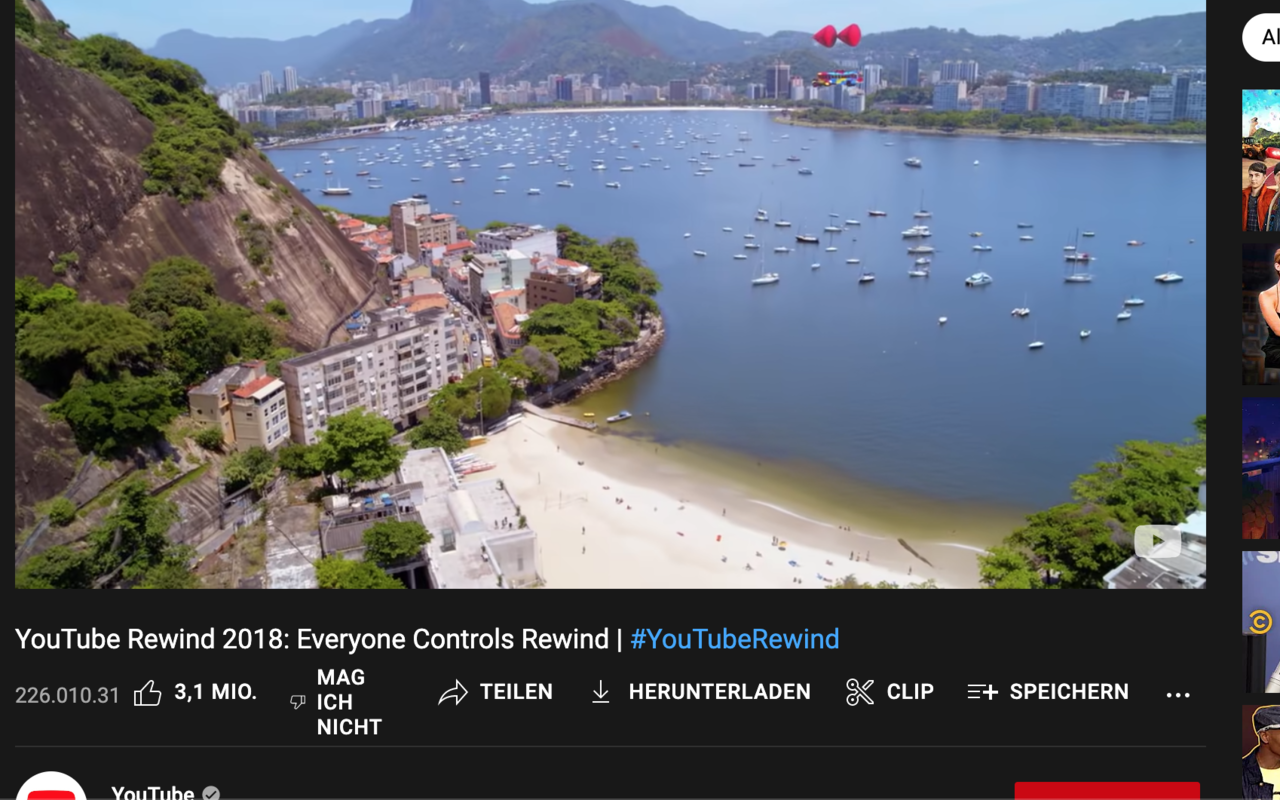 Al
YouTube Rewind 2018: Everyone Controls Rewind | #YouTubeRewind
226.010.31
3,1 MIO.
MAG
ICH
NICHT
TEILEN
HERUNTERLADEN
CLIP
SPEICHERN
...
YouTube